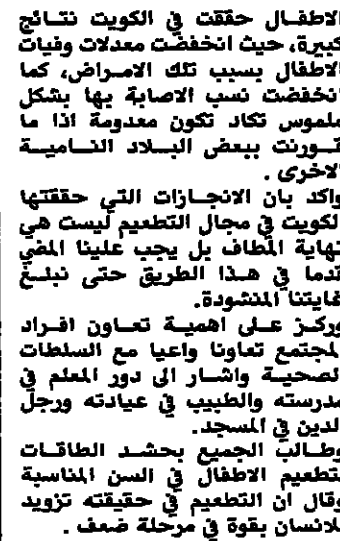 الاطفال حققت في الكويت نتائج
كبيرة، حيث انخفضت معدلات وفيات
الاطفال بسبب تلك الامراض، كما
انخفضت نسب الاصابة بها بشكل
ملموس تكاد تكون معدومة اذا ما
قورنت ببعض البلاد النامية
الاخرى .
واكد بان الانجازات التي حققتها
الكويت في مجال التطعيم ليست هي
نهاية المطاف بل يجب علينا المضي
قدما في هذا الطريق حتى نبلغ
غايتنا المنشودة.
وركز على اهمية تعاون افراد
المجتمع تعاونا واعيا مع السلطات
الصحية واشار الى دور المعلم في
مدرسته والطبيب في عيادته ورجل
الدين في المسجد.
وطالب الجميع بحشد الطاقات
لتطعيم الاطفال في السن المناسبة
وقال ان التطعيم في حقيقته تزويد
للانسان بقوة في مرحلة ضعف .